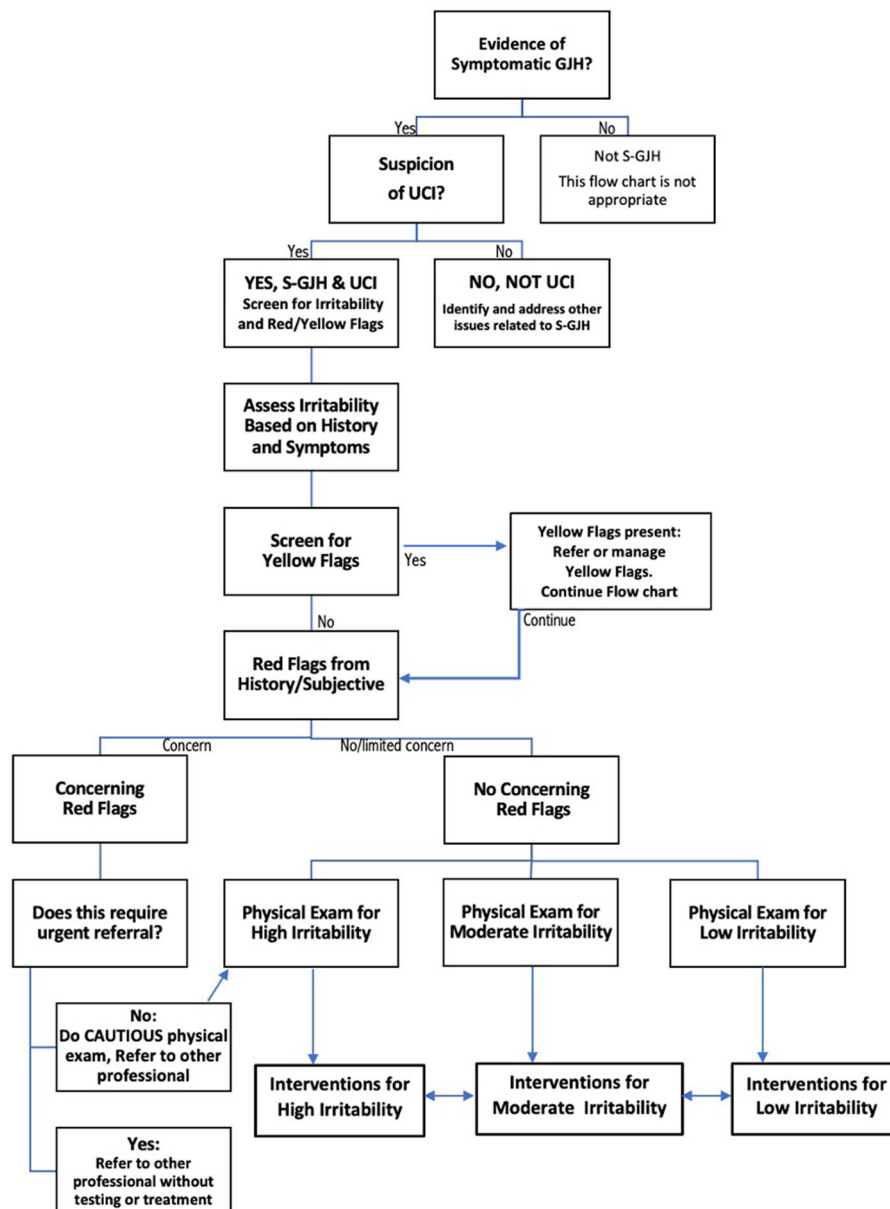 Evidence of
Symptomatic GJH?
Yes
No
Suspicion
of UCI?
Not S-GJH
This flow chart is not
appropriate
Yes
No
YES, S-GJH & UCI
Screen for Irritability
and Red/Yellow Flags
NO, NOT UCI
Identify and address other
issues related to S-GJH
Assess Irritability
Based on History
and Symptoms
Screen for
Yellow Flags
Yes
Yellow Flags present:
Refer or manage
Yellow Flags.
Continue Flow chart
No
Continue
Red Flags from
History/Subjective
Concern
No/limited concern
Concerning
Red Flags
No Concerning
Red Flags
Does this require
urgent referral?
Physical Exam for
High Irritability
Physical Exam for
Moderate Irritability
Physical Exam for
Low Irritability
No:
Do CAUTIOUS physical
exam, Refer to other
professional
Interventions for
High Irritability
Interventions for
Moderate Irritability
Interventions for
Low Irritability
Yes:
Refer to other
professional without
testing or treatment